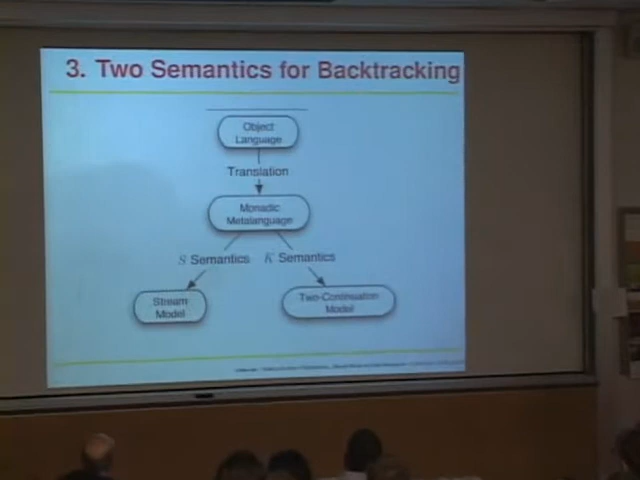 3. Two Semantics for Backtracking
Object
Language
Translation
Monadic
Metalanguage
S Semantics K Semantics
Stream
Model
Two-Continuation
Model